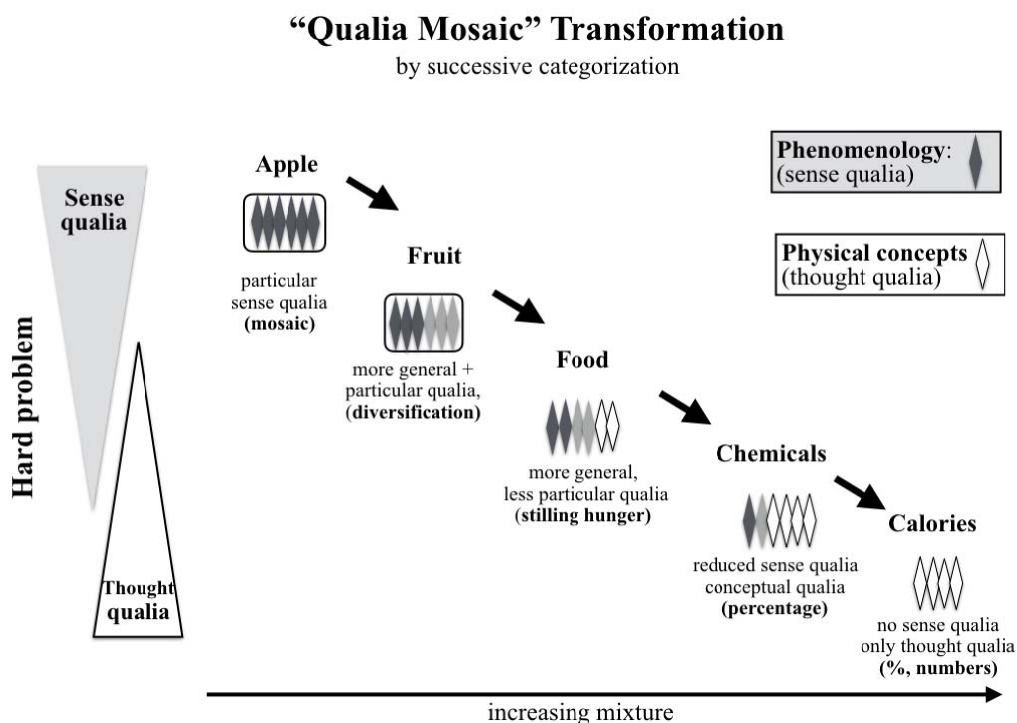 “Qualia Mosaic” Transformation
by successive categorization
Hard problem
Sense
qualia
Thought
qualia
Apple
particular
sense qualia
(mosaic)
Fruit
more general +
particular qualia,
(diversification)
Food
more general,
less particular qualia
(stilling hunger)
Chemicals
reduced sense qualia
conceptual qualia
(percentage)
Calories
no sense qualia
only thought qualia
(%, numbers)
Phenomenology:
(sense qualia)
Physical concepts
(thought qualia)
increasing mixture